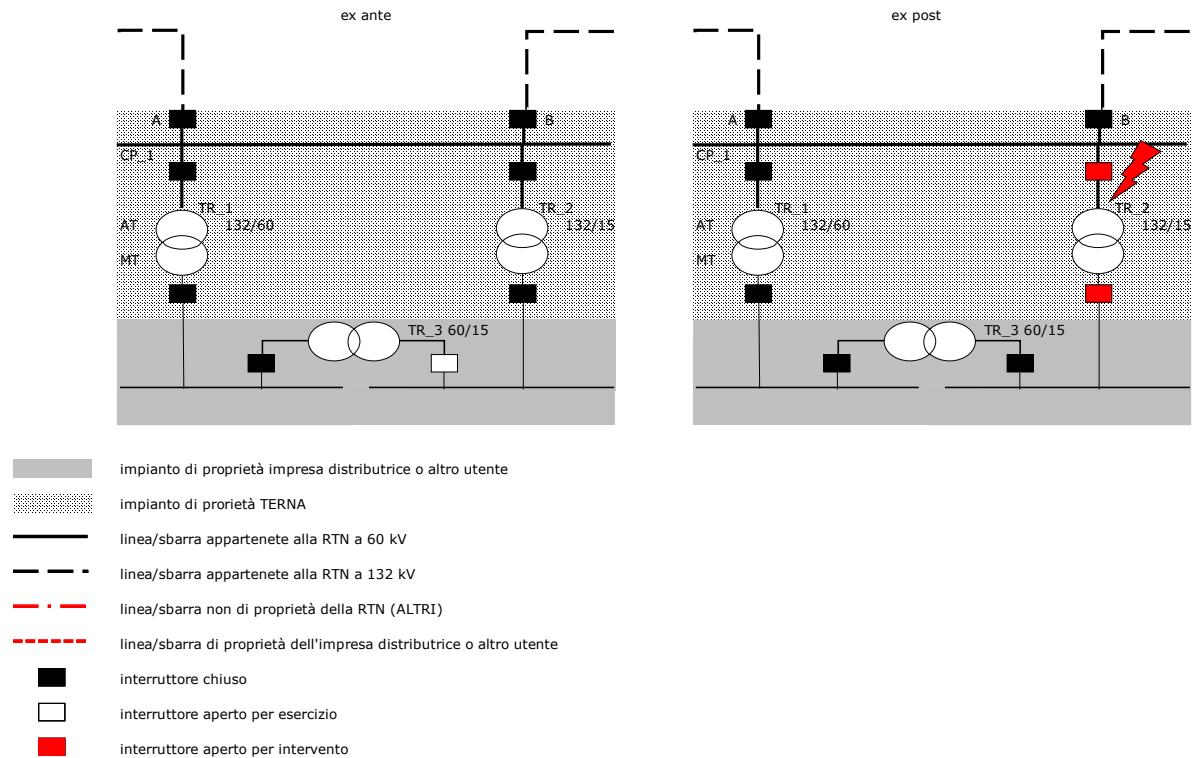 ex ante
ex post
A
B
A
B
CP_1
CP_1
TR_1
TR_2
TR_1
TR_2
AT
132/60
132/15
AT
132/60
132/15
MT
MT
TR_3 60/15
TR_3 60/15
impianto di proprietà impresa distributrice o altro utente
impianto di prorietà TERNA
linea/sbarra appartenete alla RTN a 60 kV
linea/sbarra appartenete alla RTN a 132 kV
linea/sbarra non di proprietà della RTN (ALTRI)
linea/sbarra di proprietà dell'impresa distributrice o altro utente
interruttore chiuso
interruttore aperto per esercizio
interruttore aperto per intervento